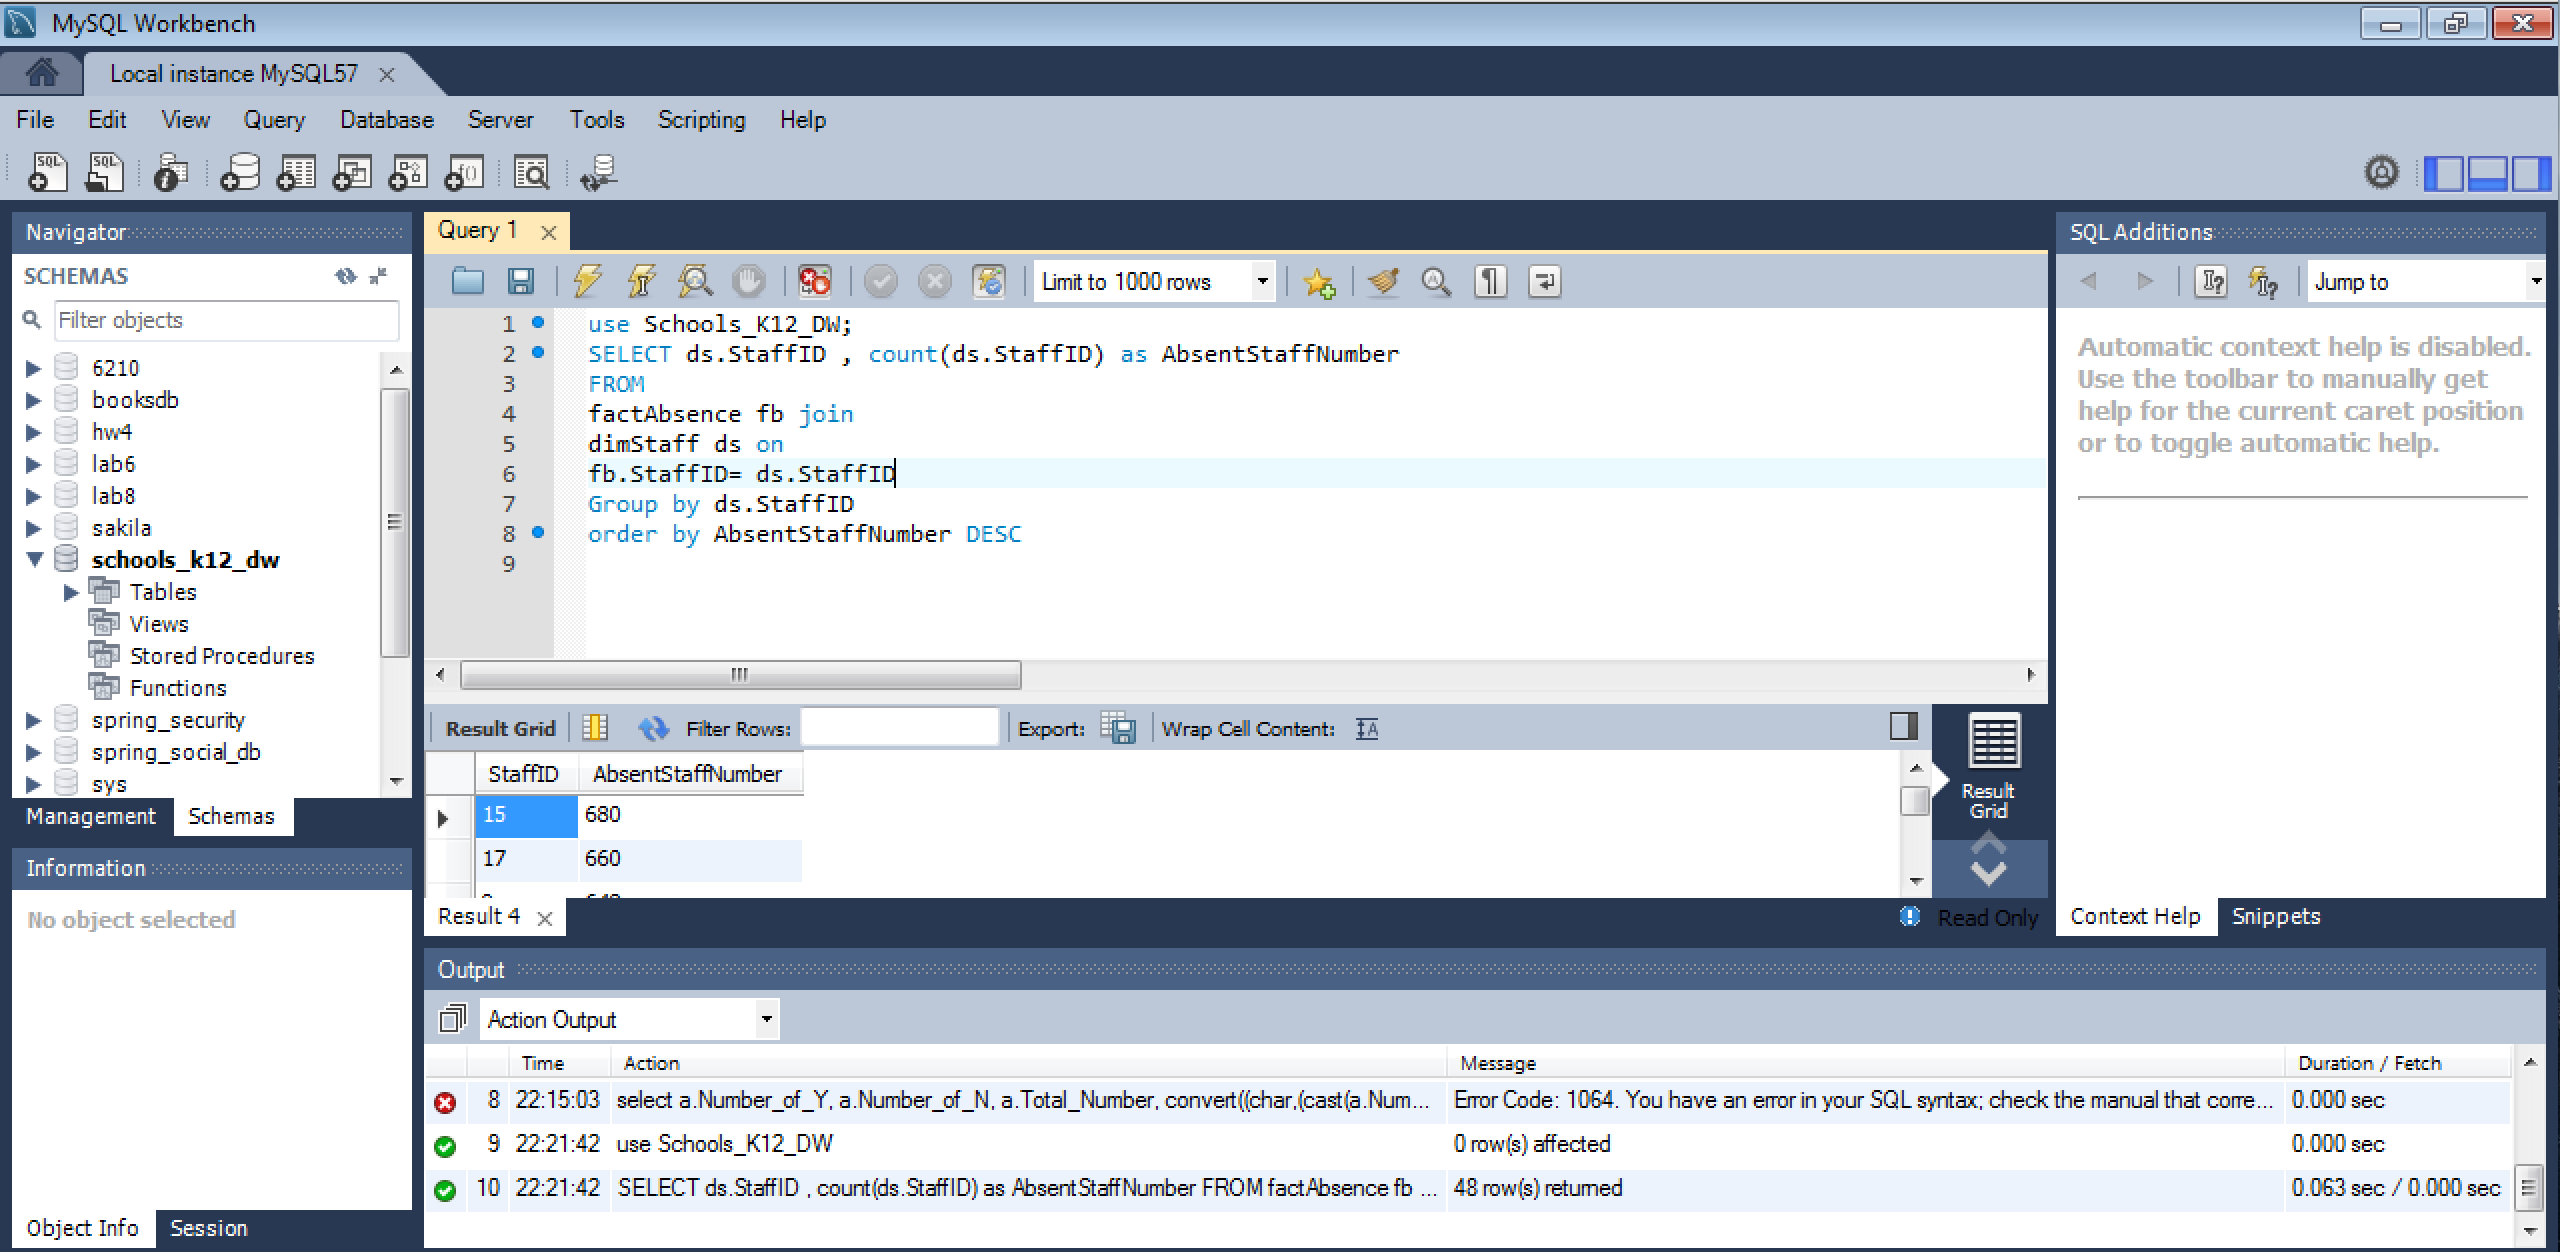 MySQL Workbench
Local instance MySQL57
File Edit View Query Database Server Tools Scripting Help
Navigator
SCHEMAS
Filter objects
6210
booksdb
hw4
lab6
lab8
sakila
schools_k12_dw
Tables
Views
Stored Procedures
Functions
spring_security
spring_social_db
sys
Management Schemas
Information
No object selected
Object Info Session
Query 1
Limit to 1000 rows
1 use Schools_K12_DW;
2 SELECT ds.StaffID , count(ds.StaffID) as AbsentStaffNumber
3 FROM
4 factAbsence fb join
5 dimStaff ds on
6 fb.StaffID= ds.StaffID
7 Group by ds.StaffID
8 order by AbsentStaffNumber DESC
9
Result Grid Filter Rows: Export: Wrap Cell Content:
StaffID AbsentStaffNumber
15 680
17 660
Result Grid
Result 4
Read Only
SQL Additions
Jump to
Automatic context help is disabled.
Use the toolbar to manually get
help for the current caret position
or to toggle automatic help.
Context Help Snippets
Output
Action Output
Time Action Message Duration / Fetch
8 22:15:03 select a.Number_of_Y, a.Number_of_N, a.Total_Number, convert((char,(cast(a.Num... Error Code: 1064. You have an error in your SQL syntax; check the manual that corre... 0.000 sec
9 22:21:42 use Schools_K12_DW 0 row(s) affected 0.000 sec
10 22:21:42 SELECT ds.StaffID , count(ds.StaffID) as AbsentStaffNumber FROM factAbsence fb ... 48 row(s) returned 0.063 sec / 0.000 sec